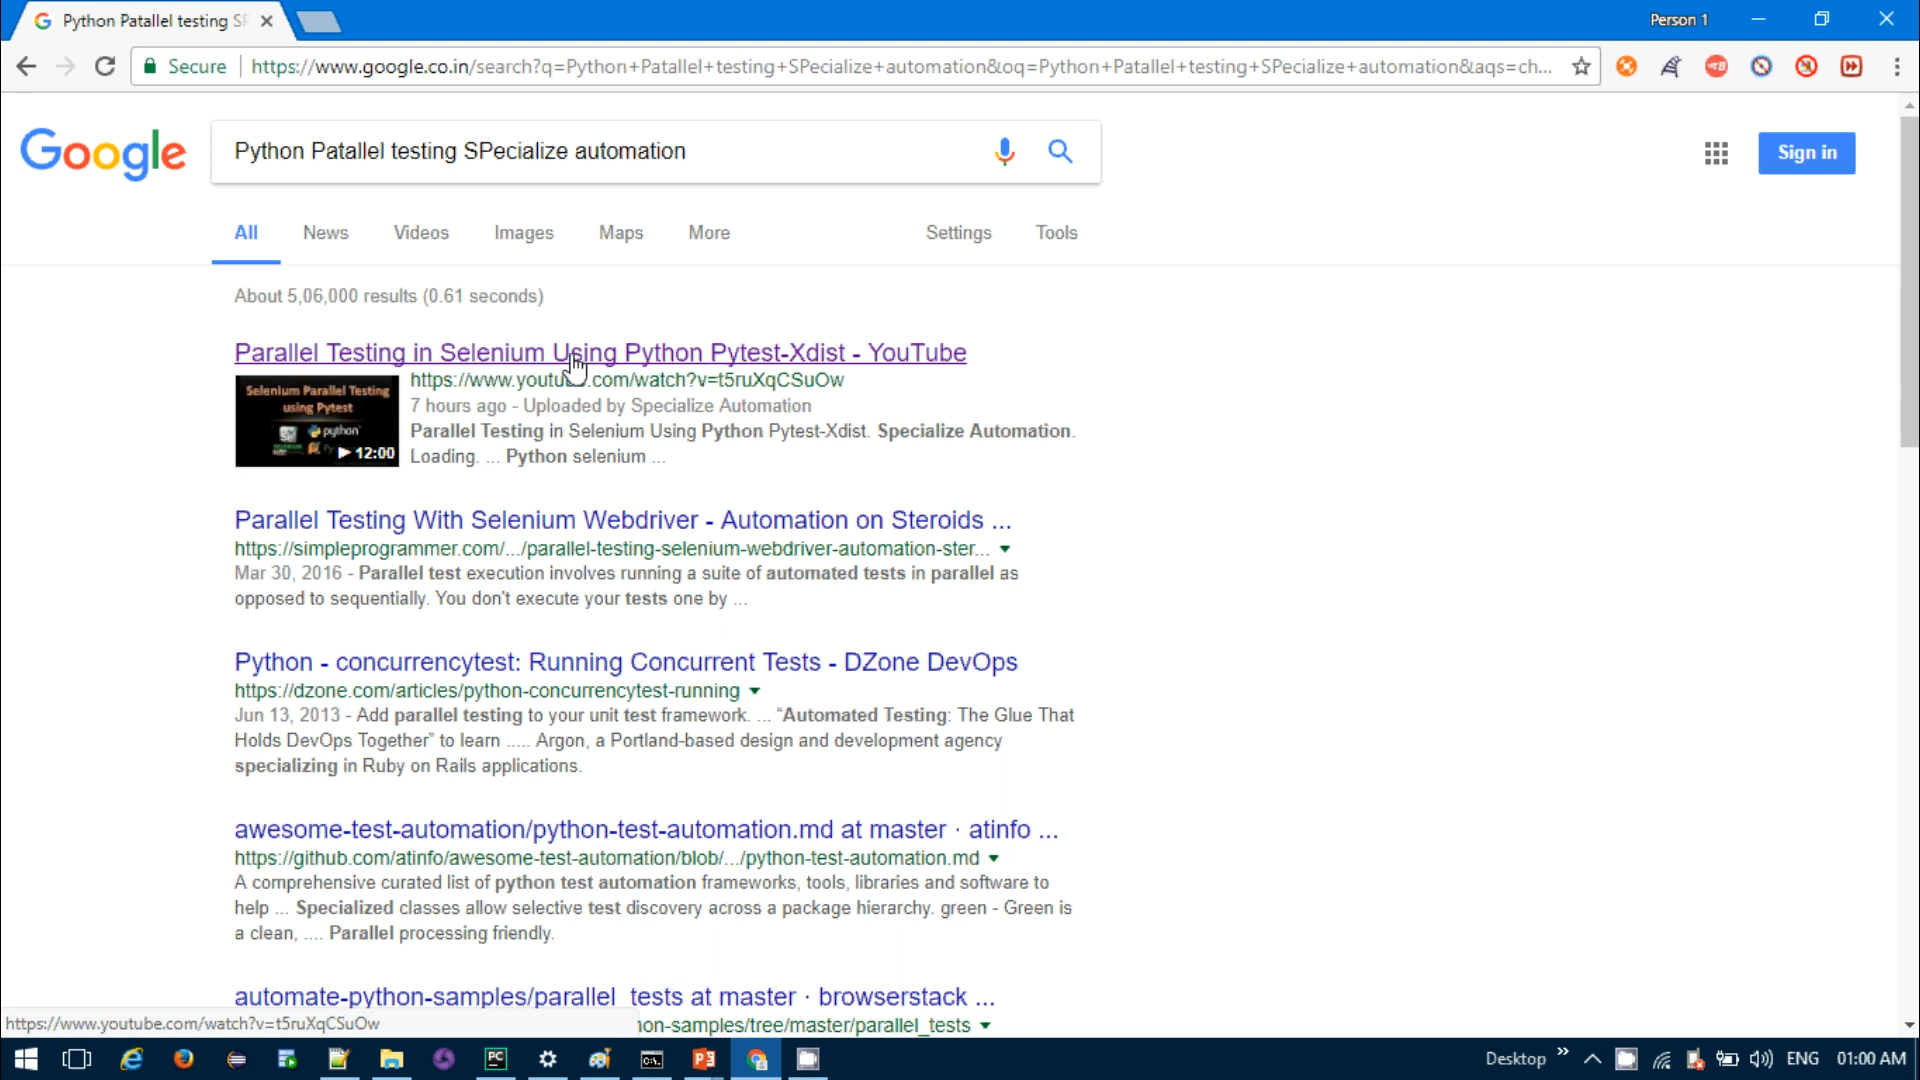 Python Patallel testing SP
Person 1
Secure
https://www.google.co.in/search?q=Python+Patallel+testing+SPecialize+automation&oq=Python+Patallel+testing+SPecialize+automation&aqs=ch...
Google
Python Patallel testing SPecialize automation
Sign in
All News Videos Images Maps More Settings Tools
About 5,06,000 results (0.61 seconds)
Parallel Testing in Selenium Using Python Pytest-Xdist - YouTube
https://www.youtube.com/watch?v=t5ruXqCSuOw
7 hours ago - Uploaded by Specialize Automation
Parallel Testing in Selenium Using Python Pytest-Xdist. Specialize Automation.
Loading. ... Python selenium ...
Selenium Parallel Testing
using Pytest
python
12:00
Parallel Testing With Selenium Webdriver - Automation on Steroids ...
https://simpleprogrammer.com/.../parallel-testing-selenium-webdriver-automation-ster...
Mar 30, 2016 - Parallel test execution involves running a suite of automated tests in parallel as
opposed to sequentially. You don't execute your tests one by ...
Python - concurrencytest: Running Concurrent Tests - DZone DevOps
https://dzone.com/articles/python-concurrencytest-running
Jun 13, 2013 - Add parallel testing to your unit test framework. ... “Automated Testing: The Glue That
Holds DevOps Together” to learn ..... Argon, a Portland-based design and development agency
specializing in Ruby on Rails applications.
awesome-test-automation/python-test-automation.md at master · atinfo ...
https://github.com/atinfo/awesome-test-automation/blob/.../python-test-automation.md
A comprehensive curated list of python test automation frameworks, tools, libraries and software to
help ... Specialized classes allow selective test discovery across a package hierarchy. green - Green is
a clean, .... Parallel processing friendly.
automate-python-samples/parallel_tests at master · browserstack ...
hon-samples/tree/master/parallel_tests
https://www.youtube.com/watch?v=t5ruXqCSuOw
Desktop
ENG
01:00 AM